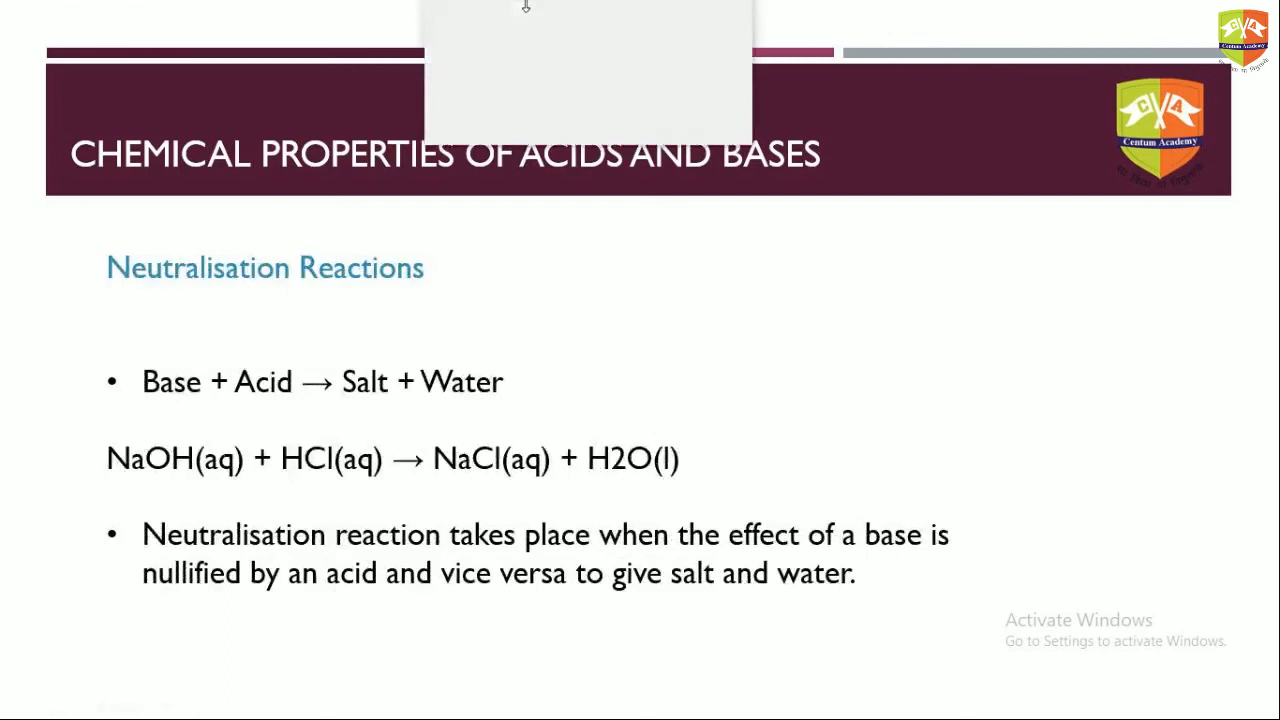 C A
Centum Academy
CHEMICAL PROPERTIES OF ACIDS AND BASES
C A
Centum Academy
Neutralisation Reactions
• Base + Acid → Salt + Water
NaOH(aq) + HCl(aq) → NaCl(aq) + H2O(l)
• Neutralisation reaction takes place when the effect of a base is
nullified by an acid and vice versa to give salt and water.
Activate Windows
Go to Settings to activate Windows.